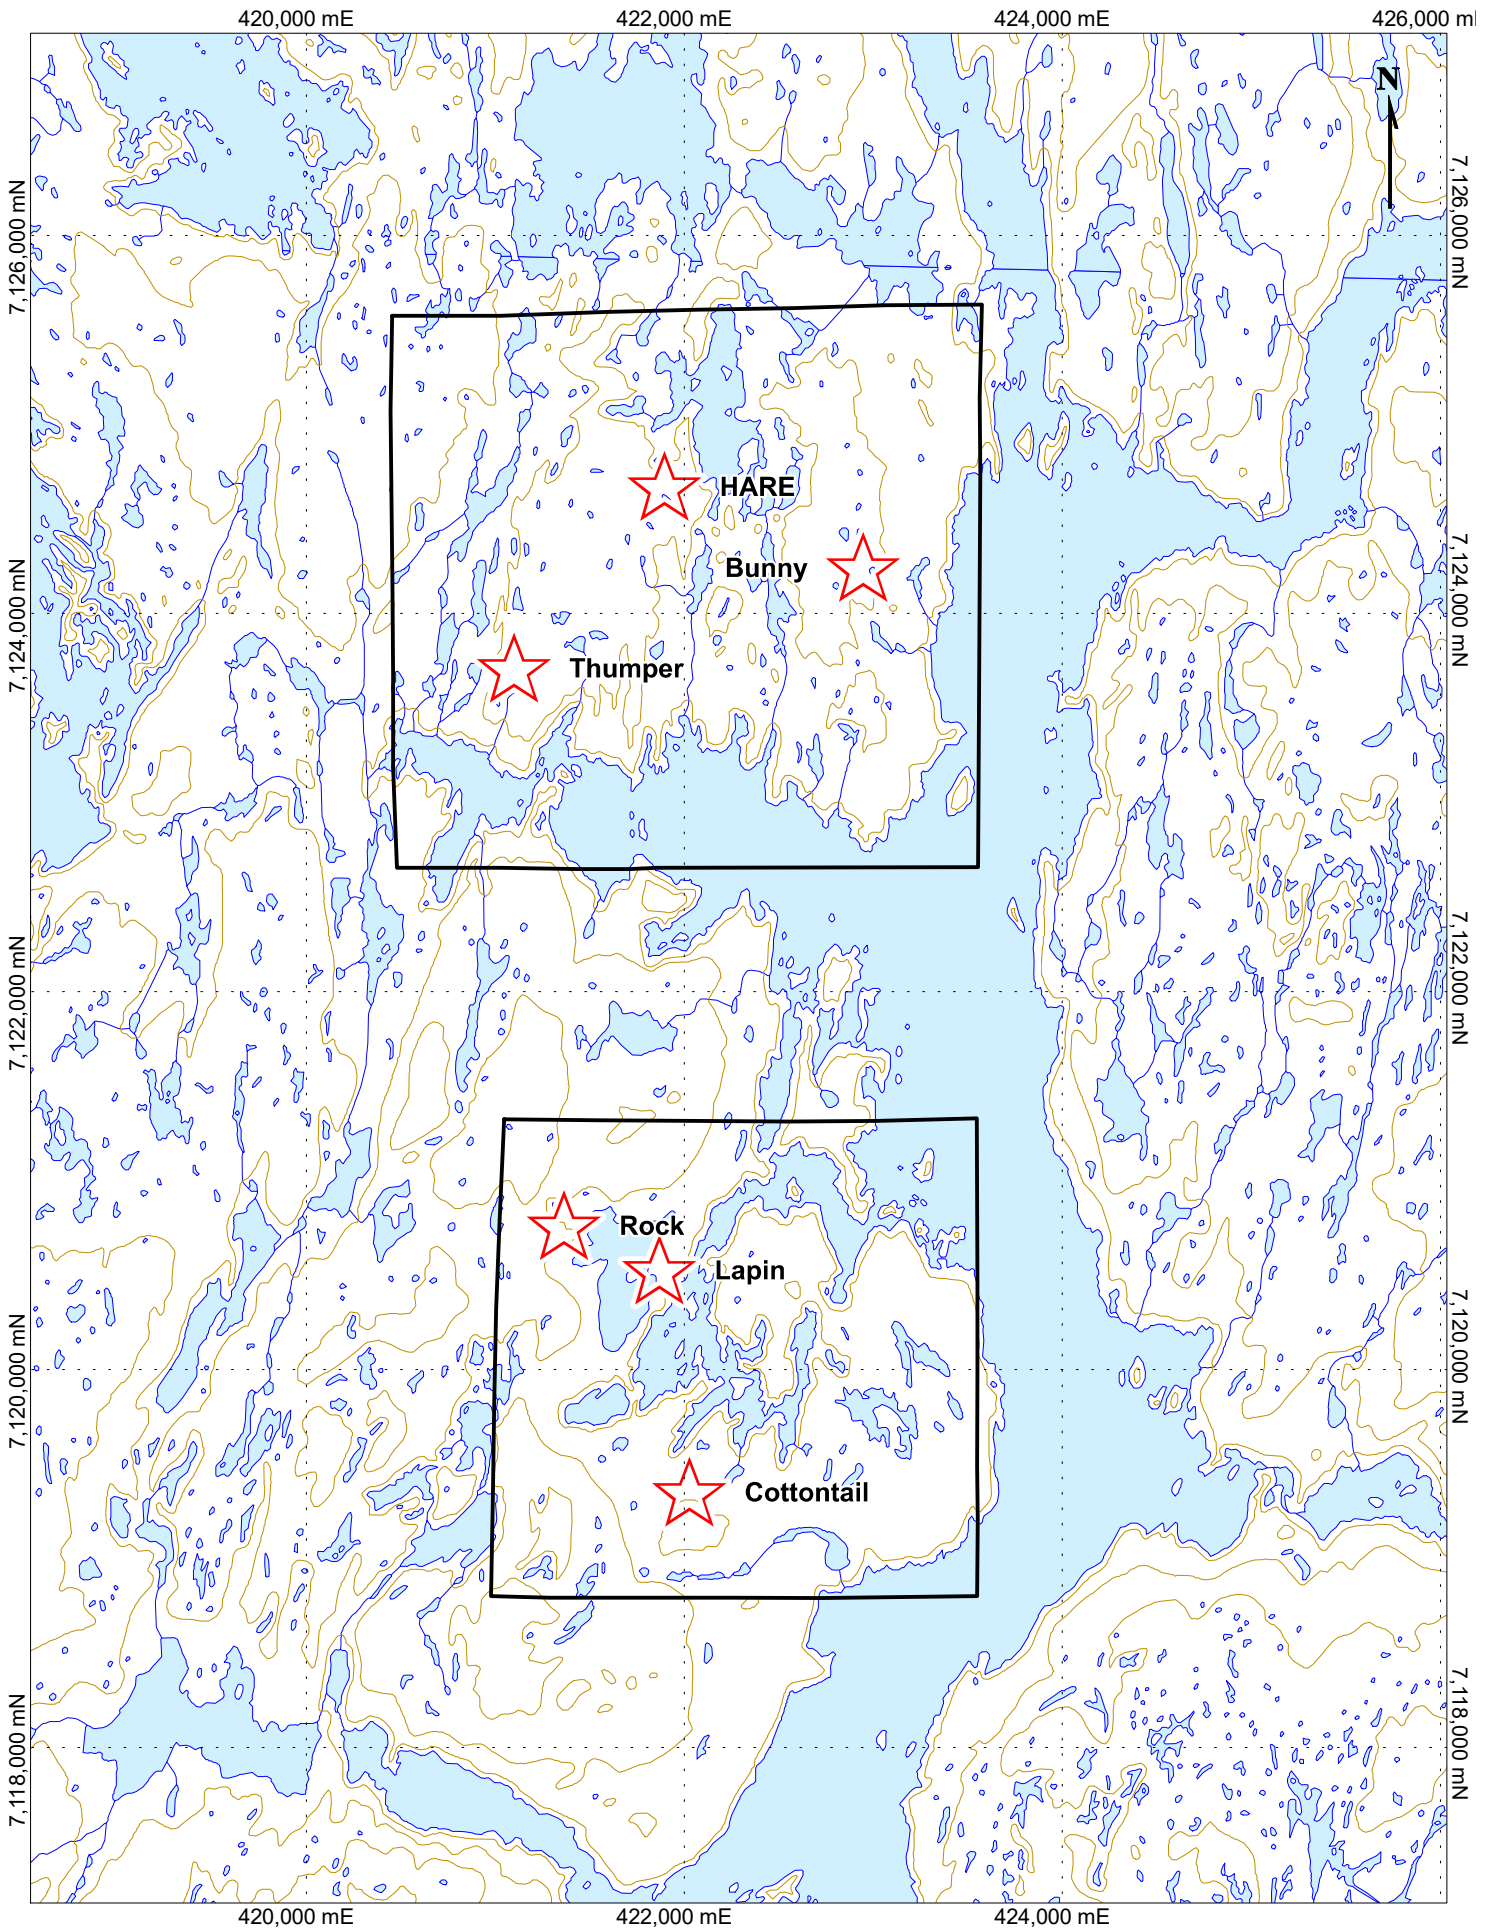 420,000 mE
422,000 mE
424,000 mE
426,000 m
N
7,126,000 mN
7,126,000 mN
HARE
Bunny
7,124,000 mN
7,124,000 mN
Thumper
7,122,000 mN
7,122,000 mN
Rock
Lapin
7,120,000 mN
7,120,000 mN
Cottontail
7,118,000 mN
7,118,000 mN
420,000 mE
422,000 mE
424,000 mE